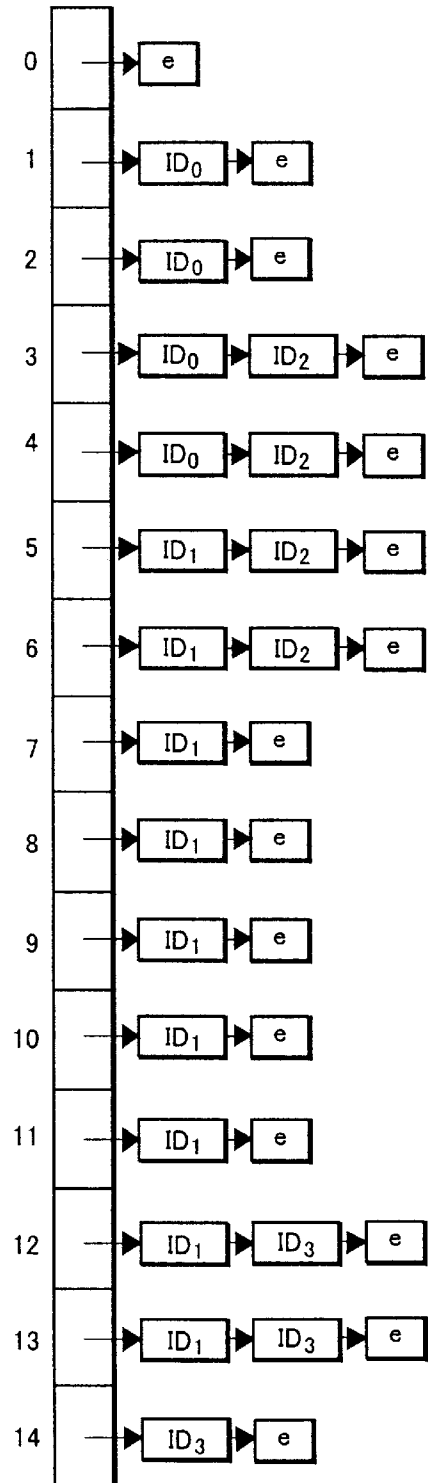 0 e
1 ID0 e
2 ID0 e
3 ID0 ID2 e
4 ID0 ID2 e
5 ID1 ID2 e
6 ID1 ID2 e
7 ID1 e
8 ID1 e
9 ID1 e
10 ID1 e
11 ID1 e
12 ID1 ID3 e
13 ID1 ID3 e
14 ID3 e